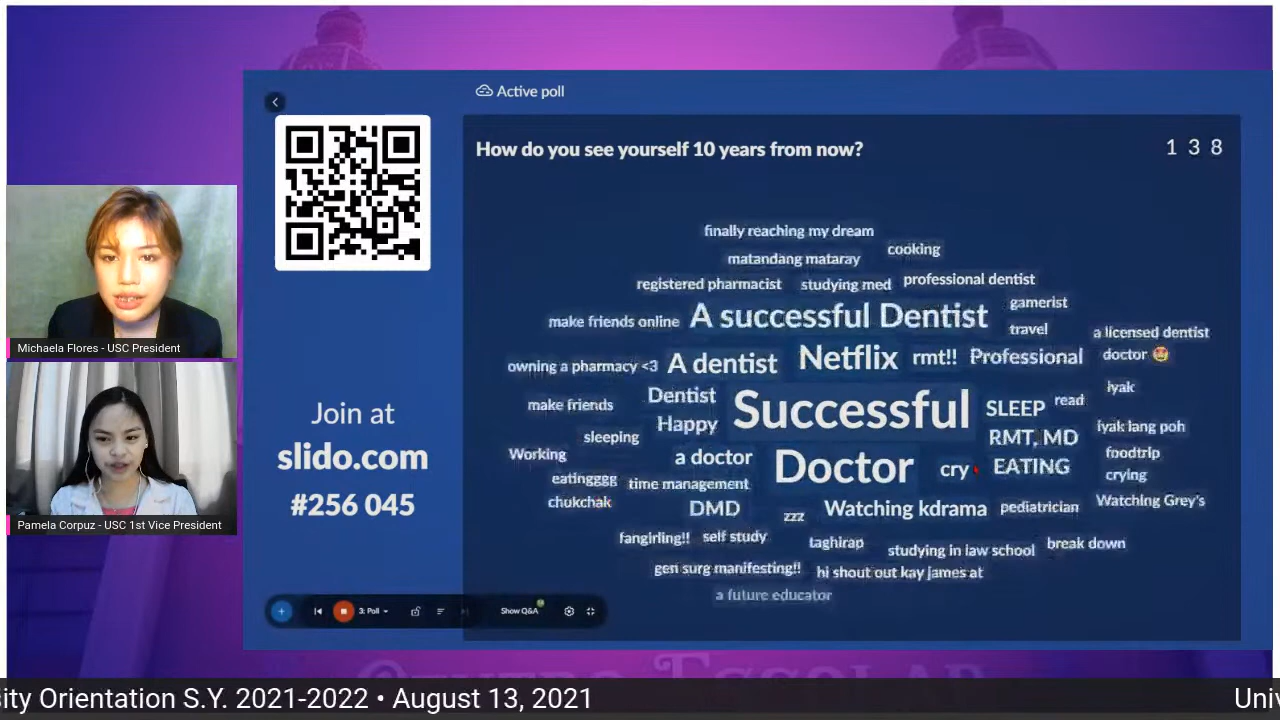 Active poll
How do you see yourself 10 years from now?
1 3 8
finally reaching my dream
cooking
matandang mataray
registered pharmacist studying med professional dentist
gamerist
make friends online A successful Dentist travel a licensed dentist
owning a pharmacy <3 A dentist Netflix rmt!! Professional doctor 🤩
iyak
make friends Dentist Successful SLEEP read
Happy iyak lang poh
sleeping RMT, MD
Working a doctor Doctor cry EATING foodtrip
eatingggg time management crying
chukchak DMD zzz Watching kdrama pediatrician Watching Grey's
fangirling!! self study taghirap studying in law school break down
gen surg manifesting!! hi shout out kay james at
a future educator
Join at
slido.com
#256 045
3: Poll
Show Q&A
Michaela Flores - USC President
Pamela Corpuz - USC 1st Vice President
sity Orientation S.Y. 2021-2022 • August 13, 2021 Univ